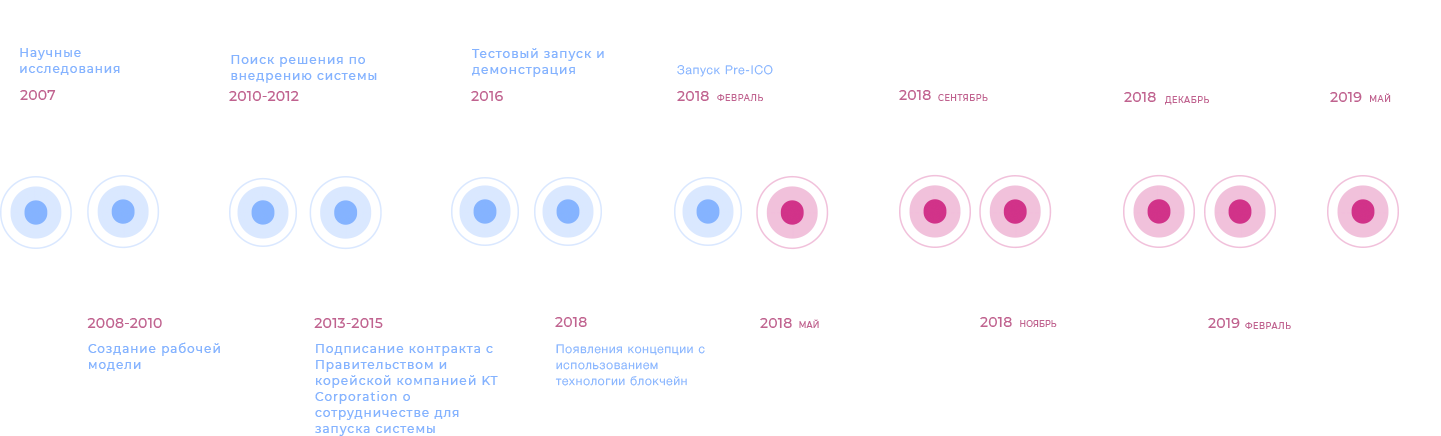 Научные
исследования
2007
Поиск решения по
внедрению системы
2010-2012
Тестовый запуск и
демонстрация
2016
Запуск Pre-ICO
2018 ФЕВРАЛЬ
2018 СЕНТЯБРЬ
2018 ДЕКАБРЬ
2019 МАЙ
2008-2010
Создание рабочей
модели
2013-2015
Подписание контракта с
Правительством и
корейской компанией KT
Corporation о
сотрудничестве для
запуска системы
2018
Появления концепции с
использованием
технологии блокчейн
2018 МАЙ
2018 НОЯБРЬ
2019 ФЕВРАЛЬ